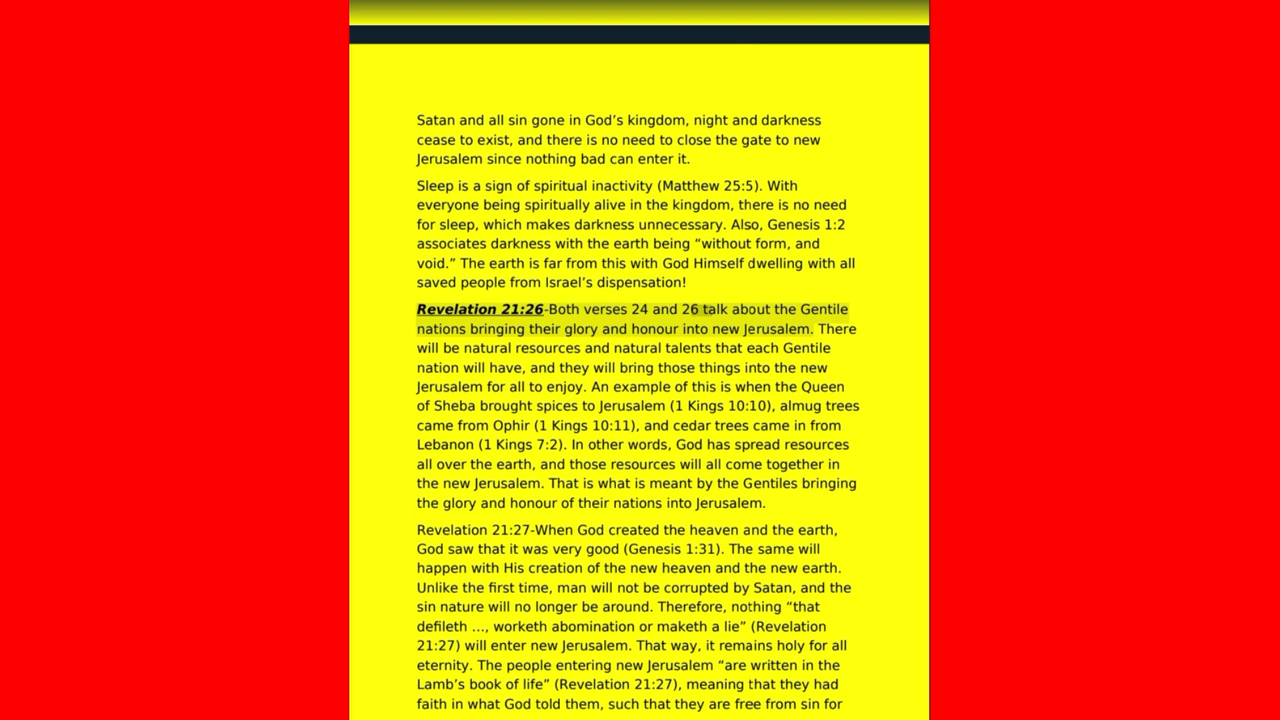 Satan and all sin gone in God’s kingdom, night and darkness
cease to exist, and there is no need to close the gate to new
Jerusalem since nothing bad can enter it.
Sleep is a sign of spiritual inactivity (Matthew 25:5). With
everyone being spiritually alive in the kingdom, there is no need
for sleep, which makes darkness unnecessary. Also, Genesis 1:2
associates darkness with the earth being “without form, and
void.” The earth is far from this with God Himself dwelling with all
saved people from Israel’s dispensation!
Revelation 21:26-Both verses 24 and 26 talk about the Gentile
nations bringing their glory and honour into new Jerusalem. There
will be natural resources and natural talents that each Gentile
nation will have, and they will bring those things into the new
Jerusalem for all to enjoy. An example of this is when the Queen
of Sheba brought spices to Jerusalem (1 Kings 10:10), almug trees
came from Ophir (1 Kings 10:11), and cedar trees came in from
Lebanon (1 Kings 7:2). In other words, God has spread resources
all over the earth, and those resources will all come together in
the new Jerusalem. That is what is meant by the Gentiles bringing
the glory and honour of their nations into Jerusalem.
Revelation 21:27-When God created the heaven and the earth,
God saw that it was very good (Genesis 1:31). The same will
happen with His creation of the new heaven and the new earth.
Unlike the first time, man will not be corrupted by Satan, and the
sin nature will no longer be around. Therefore, nothing “that
defileth …, worketh abomination or maketh a lie” (Revelation
21:27) will enter new Jerusalem. That way, it remains holy for all
eternity. The people entering new Jerusalem “are written in the
Lamb’s book of life” (Revelation 21:27), meaning that they had
faith in what God told them, such that they are free from sin for